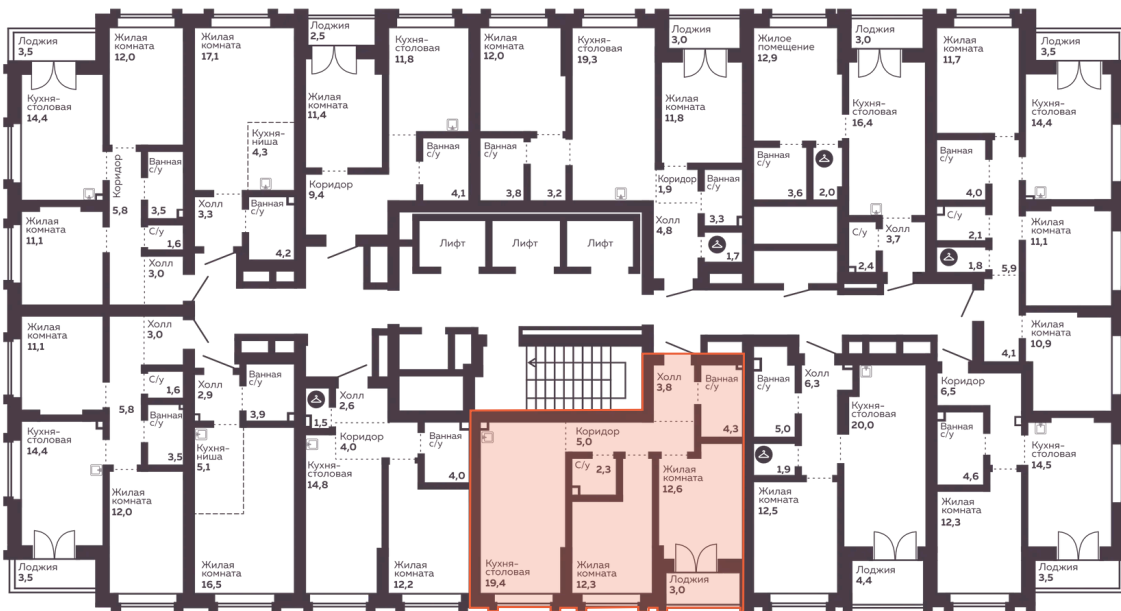 Лоджия
3,5
Жилая
комната
12,0
Жилая
комната
17,1
Лоджия
2,5
Кухня-
столовая
11,8
Жилая
комната
12,0
Кухня-
столовая
19,3
Лоджия
3,0
Жилое
помещение
12,9
Лоджия
3,0
Жилая
комната
11,7
Лоджия
3,5
Кухня-
столовая
14,4
Жилая
комната
11,4
Жилая
комната
11,8
Кухня-
столовая
16,4
Кухня-
столовая
14,4
Кухня-
ниша
4,3
Коридор
5,8
Ванная
с/у
3,5
Коридор
9,4
Ванная
с/у
4,1
Ванная
с/у
3,8
3,2
Коридор
1,9
Ванная
с/у
3,3
Ванная
с/у
3,6
2,0
Ванная
с/у
4,0
Холл
3,3
Ванная
с/у
4,2
Жилая
комната
11,1
С/у
1,6
Холл
3,0
Лифт
Лифт
Лифт
Холл
4,8
1,7
С/у
2,4
Холл
3,7
С/у
2,1
1,8
5,9
Жилая
комната
11,1
Жилая
комната
11,1
Холл
3,0
Жилая
комната
10,9
4,1
С/у
1,6
Холл
2,9
Ванная
с/у
3,9
1,5
Холл
2,6
Холл
3,8
Ванная
с/у
4,3
Ванная
с/у
5,0
Холл
6,3
Коридор
6,5
5,8
Ванная
с/у
3,5
Кухня-
столовая
14,4
Кухня-
ниша
5,1
Коридор
4,0
Ванная
с/у
4,0
Коридор
5,0
Кухня-
столовая
20,0
Ванная
с/у
4,6
Кухня-
столовая
14,5
Кухня-
столовая
14,8
С/у
2,3
Жилая
комната
12,6
1,9
Жилая
комната
12,0
Жилая
комната
12,5
Жилая
комната
12,3
Лоджия
3,5
Жилая
комната
16,5
Жилая
комната
12,2
Кухня-
столовая
19,4
Жилая
комната
12,3
Лоджия
3,0
Лоджия
4,4
Лоджия
3,5